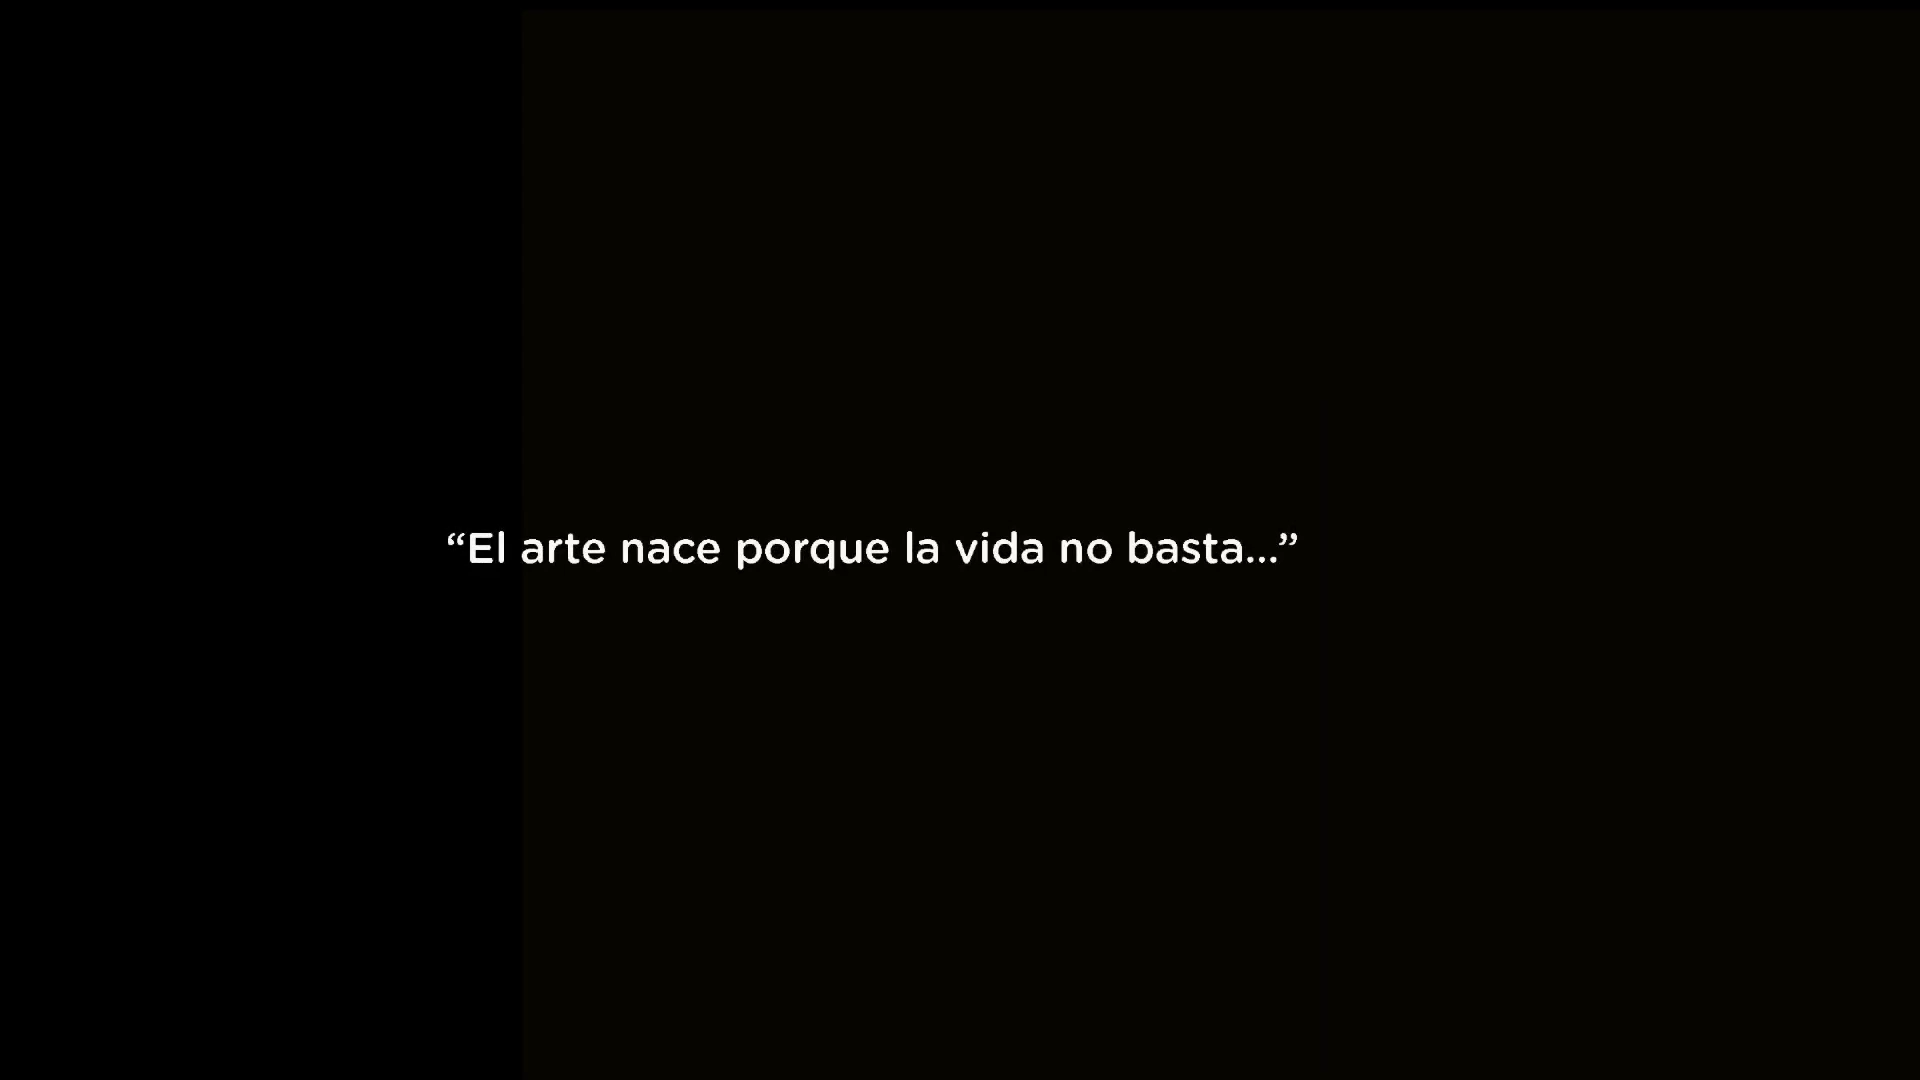 “El arte nace porque la vida no basta...”